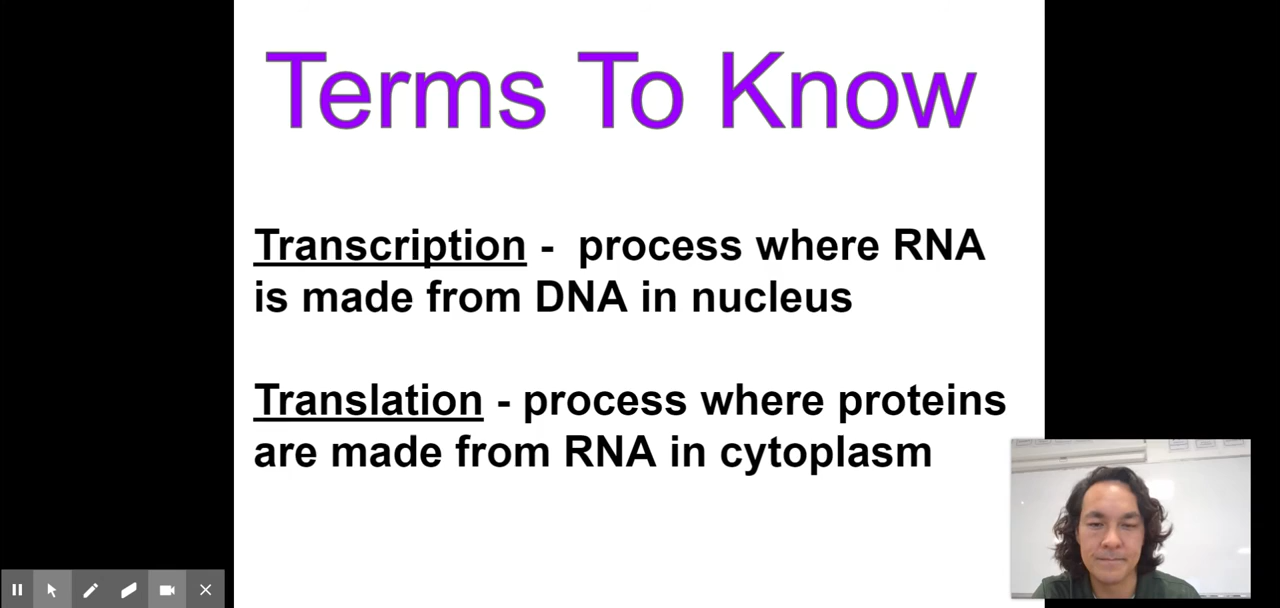 Terms To Know
Transcription - process where RNA
is made from DNA in nucleus
Translation - process where proteins
are made from RNA in cytoplasm